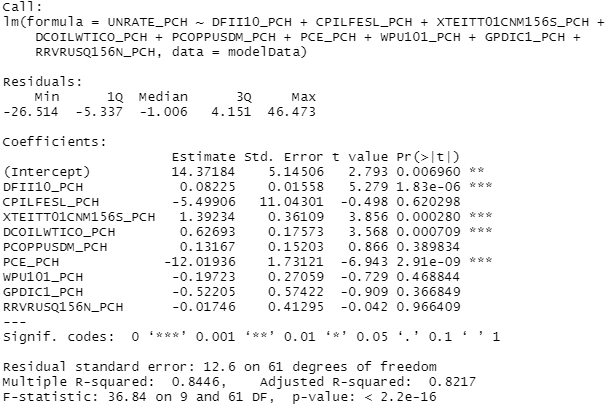 Call:
lm(formula = UNRATE_PCH ~ DFII10_PCH + CPILFESL_PCH + XTEITT01CNM156S_PCH +
    DCOILWTICO_PCH + PCOPPUSDM_PCH + PCE_PCH + WPU101_PCH + GPDIC1_PCH +
    RRVRUSQ156N_PCH, data = modelData)
Residuals:
    Min      1Q  Median      3Q     Max
-26.514  -5.337  -1.006   4.151  46.473
Coefficients:
                     Estimate Std. Error t value Pr(>|t|)
(Intercept)          14.37184    5.14506   2.793 0.006960 **
DFII10_PCH            0.08225    0.01558   5.279 1.83e-06 ***
CPILFESL_PCH         -5.49906   11.04301  -0.498 0.620298
XTEITT01CNM156S_PCH   1.39234    0.36109   3.856 0.000280 ***
DCOILWTICO_PCH        0.62693    0.17573   3.568 0.000709 ***
PCOPPUSDM_PCH         0.13167    0.15203   0.866 0.389834
PCE_PCH             -12.01936    1.73121  -6.943 2.91e-09 ***
WPU101_PCH           -0.19723    0.27059  -0.729 0.468844
GPDIC1_PCH           -0.52205    0.57422  -0.909 0.366849
RRVRUSQ156N_PCH      -0.01746    0.41295  -0.042 0.966409
---
Signif. codes:  0 ‘***’ 0.001 ‘**’ 0.01 ‘*’ 0.05 ‘.’ 0.1 ‘ ’ 1
Residual standard error: 12.6 on 61 degrees of freedom
Multiple R-squared:  0.8446,    Adjusted R-squared:  0.8217
F-statistic: 36.84 on 9 and 61 DF,  p-value: < 2.2e-16